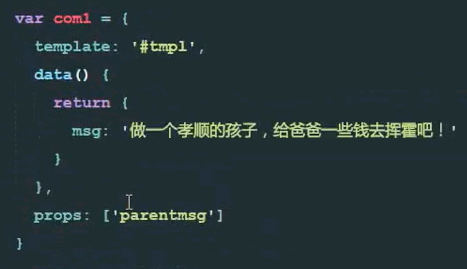 var com1 = {
template: '#tmpl',
data() {
return {
msg: '做一个孝顺的孩子，给爸爸一些钱去挥霍吧！'
}
},
props: ['parentmsg']
}